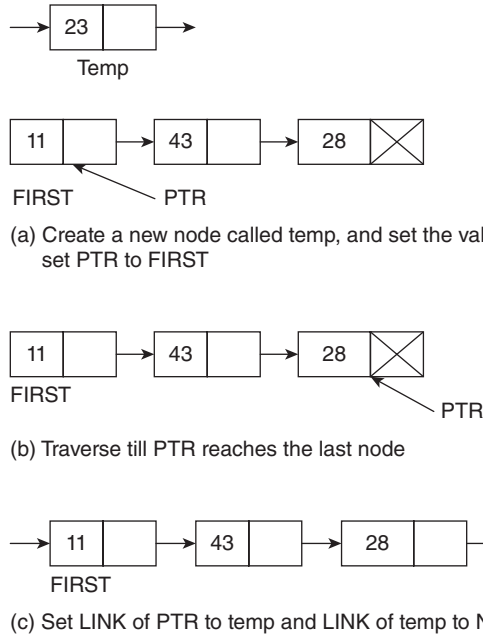 23
Temp
11 43 28
FIRST PTR
(a) Create a new node called temp, and set the
set PTR to FIRST
11 43 28
FIRST
PTR
(b) Traverse till PTR reaches the last node
11 43 28
FIRST
(c) Set LINK of PTR to temp and LINK of temp to